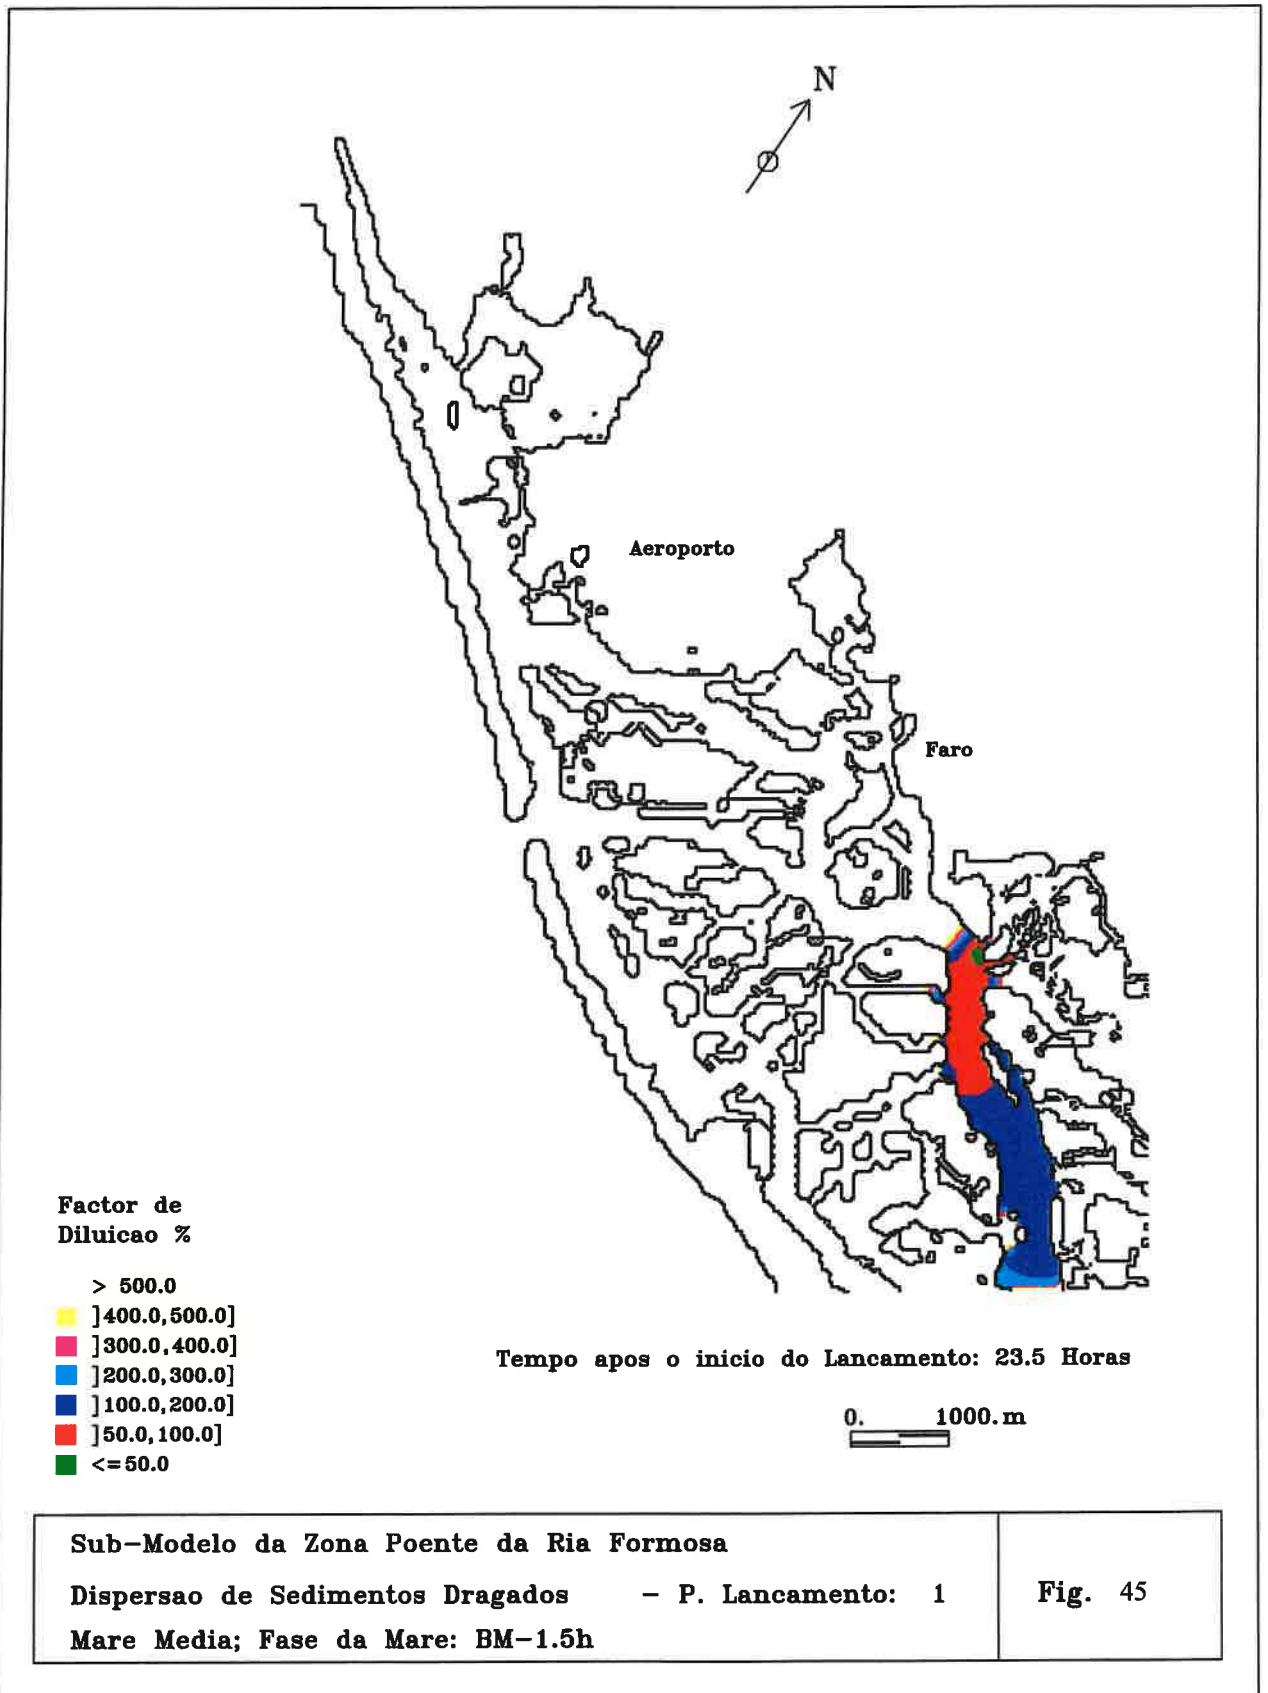 N
Aeroporto
Faro
Factor de
Diluicao %
> 500.0
]400.0,500.0]
]300.0,400.0]
]200.0,300.0]
]100.0,200.0]
]50.0,100.0]
<=50.0
Tempo apos o inicio do Lancamento: 23.5 Horas
0. 1000.m
Sub-Modelo da Zona Poente da Ria Formosa
Dispersao de Sedimentos Dragados - P. Lancamento: 1
Mare Media; Fase da Mare: BM-1.5h
Fig. 45